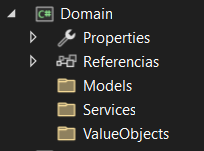 C# Domain
Properties
Referencias
Models
Services
ValueObjects